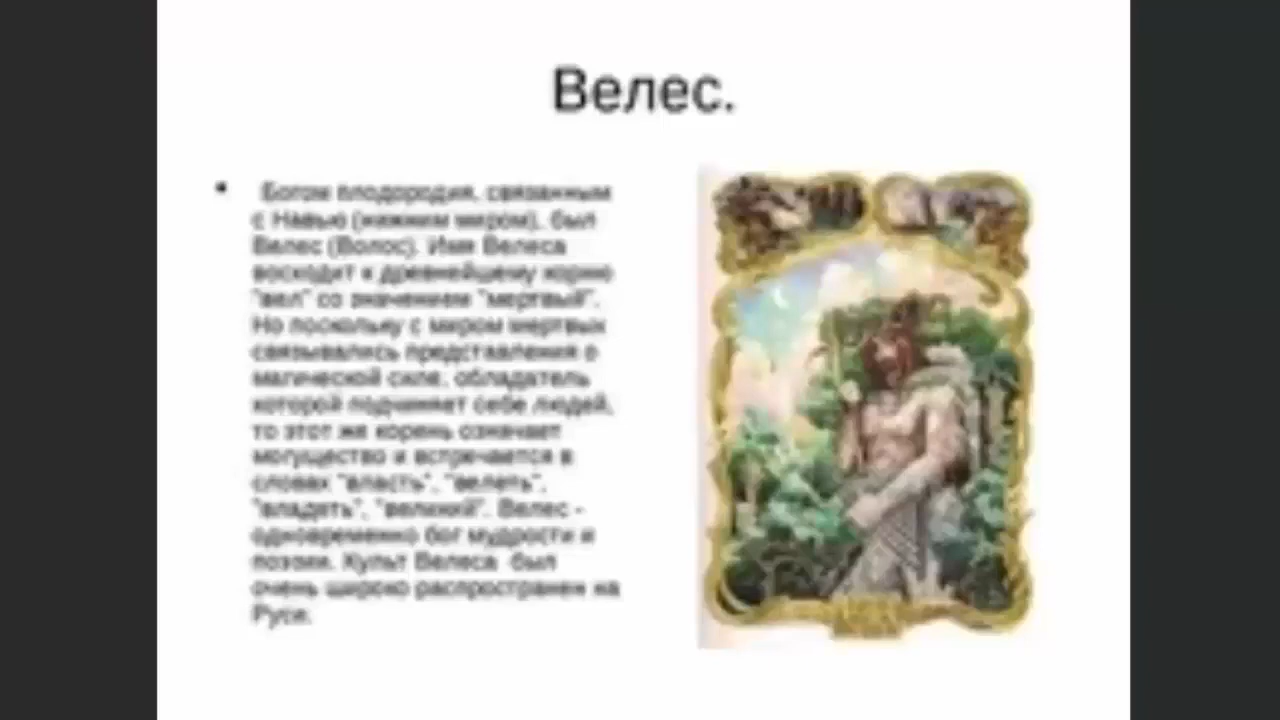 Велес.
• Богом плодородия, связанным
с Навью (нижним миром), был
Велес (Волос). Имя Велеса
восходит к древнейшему корню
"вел" со значением "мертвый".
Но поскольку с миром мертвых
связывались представления о
магической силе, обладатель
которой подчиняет себе людей,
то этот же корень означает
могущество и встречается в
словах "власть", "велеть",
"владеть", "великий". Велес -
одновременно бог мудрости и
поэзии. Культ Велеса был
очень широко распространен на
Руси.